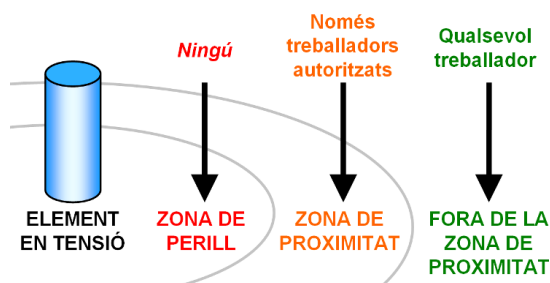 Ningú
Només
treballadors
autoritzats
Qualsevol
treballador
ELEMENT
EN TENSIÓ
ZONA DE
PERILL
ZONA DE
PROXIMITAT
FORA DE LA
ZONA DE
PROXIMITAT